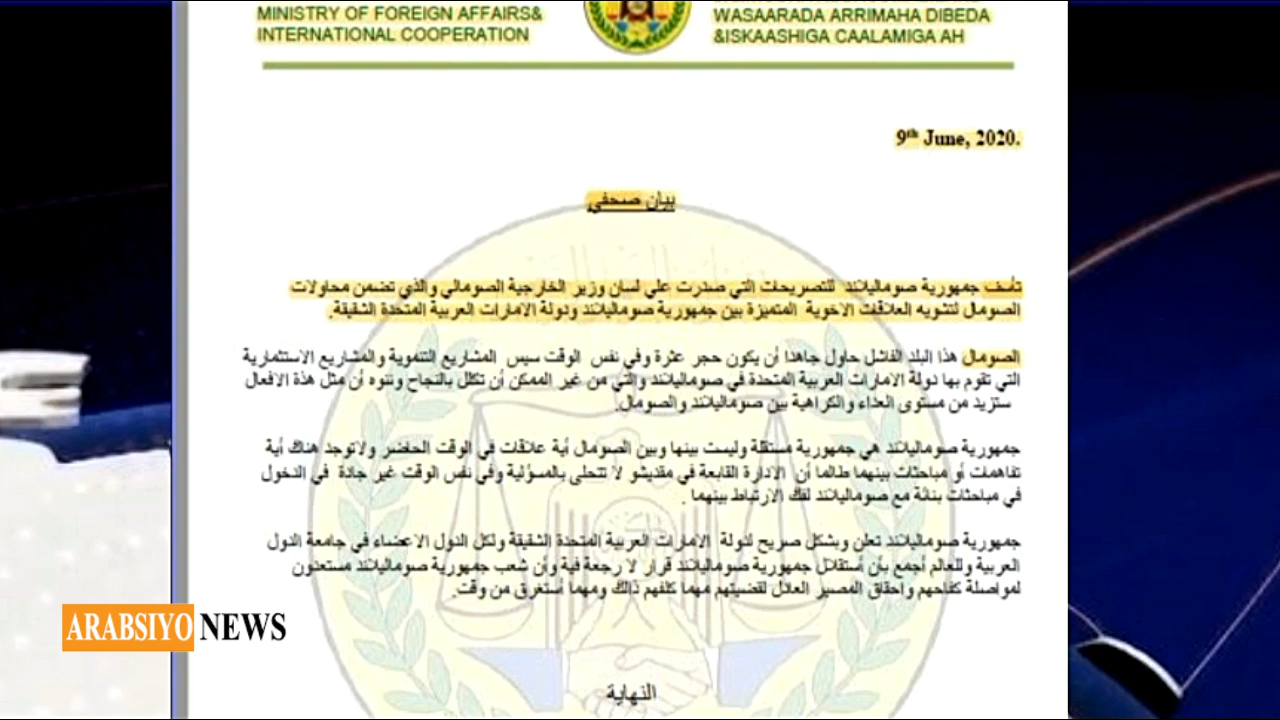 MINISTRY OF FOREIGN AFFAIRS&
INTERNATIONAL COOPERATION
WASAARADA ARRIMAHA DIBEDA
&ISKAASHIGA CAALAMIGA AH
9th June, 2020.
بيان صحفي
تأسف جمهورية صوماليلاند للتصريحات التي صدرت علي لسان وزير الخارجية الصومالي والذي تضمن محاولات
الصومال لتشويه العلاقات الاخوية المتميزة بين جمهورية صوماليلاند ودولة الامارات العربية المتحدة الشقيقة.
الصومال هذا البلد الفاشل حاول جاهدا أن يكون حجر عثرة وفي نفس الوقت سيس المشاريع التنموية والمشاريع الاستثمارية
التي تقوم بها دولة الامارات العربية المتحدة في صوماليلاند والتي من غير الممكن أن تكلل بالنجاح وننوه أن مثل هذة الافعال
ستزيد من مستوى العداء والكراهية بين صوماليلاند والصومال.
جمهورية صوماليلاند هي جمهورية مستقلة وليست بينها وبين الصومال أية علاقات في الوقت الحاضر ولاتوجد هناك أية
تفاهمات أو مباحثات بينهما طالما أن الادارة القابعة في مقديشو لا تتحلى بالمسؤلية وفي نفس الوقت غير جادة في الدخول
في مباحثات بنائة مع صوماليلاند لفك الارتباط بينهما .
جمهورية صوماليلاند تعلن وبشكل صريح لدولة الامارات العربية المتحدة الشقيقة ولكل الدول الاعضاء في جامعة الدول
العربية وللعالم أجمع بأن أستقلال جمهورية صوماليلاند قرار لا رجعة فية وأن شعب جمهورية صوماليلاند مستعدون
لمواصلة كفاحهم وإحقاق المصير العادل لقضيتهم مهما كلفهم ذالك ومهما أستغرق من وقت.
النهاية
ARABSIYO NEWS